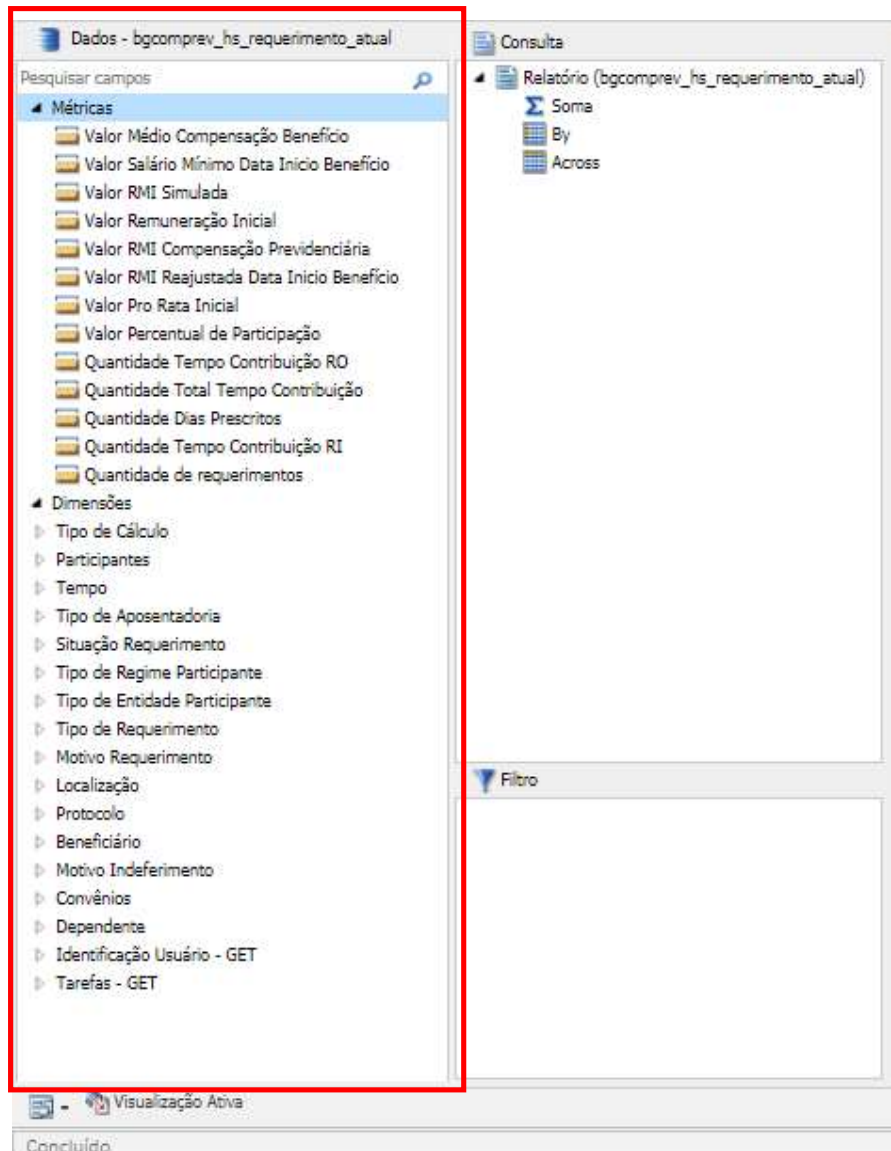 Dados - bgcomprev_hs_requerimento_atual
Pesquisar campos
Métricas
Valor Médio Compensação Benefício
Valor Salário Mínimo Data Inicio Benefício
Valor RMI Simulada
Valor Remuneração Inicial
Valor RMI Compensação Previdenciária
Valor RMI Reajustada Data Inicio Benefício
Valor Pro Rata Inicial
Valor Percentual de Participação
Quantidade Tempo Contribuição RO
Quantidade Total Tempo Contribuição
Quantidade Dias Prescritos
Quantidade Tempo Contribuição RI
Quantidade de requerimentos
Dimensões
Tipo de Cálculo
Participantes
Tempo
Tipo de Aposentadoria
Situação Requerimento
Tipo de Regime Participante
Tipo de Entidade Participante
Tipo de Requerimento
Motivo Requerimento
Localização
Protocolo
Beneficiário
Motivo Indeferimento
Convênios
Dependente
Identificação Usuário - GET
Tarefas - GET
Consulta
Relatório (bgcomprev_hs_requerimento_atual)
Soma
By
Across
Filtro
Visualização Ativa
Concluído